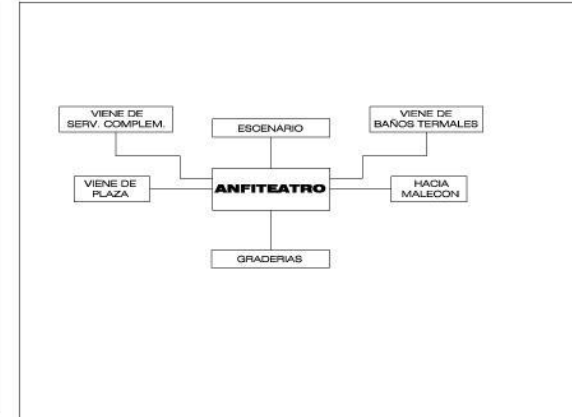 VIENE DE
SERV. COMPLEM.
ESCENARIO
VIENE DE
BAÑOS TERMALES
VIENE DE
PLAZA
ANFITEATRO
HACIA
MALECON
GRADERIAS